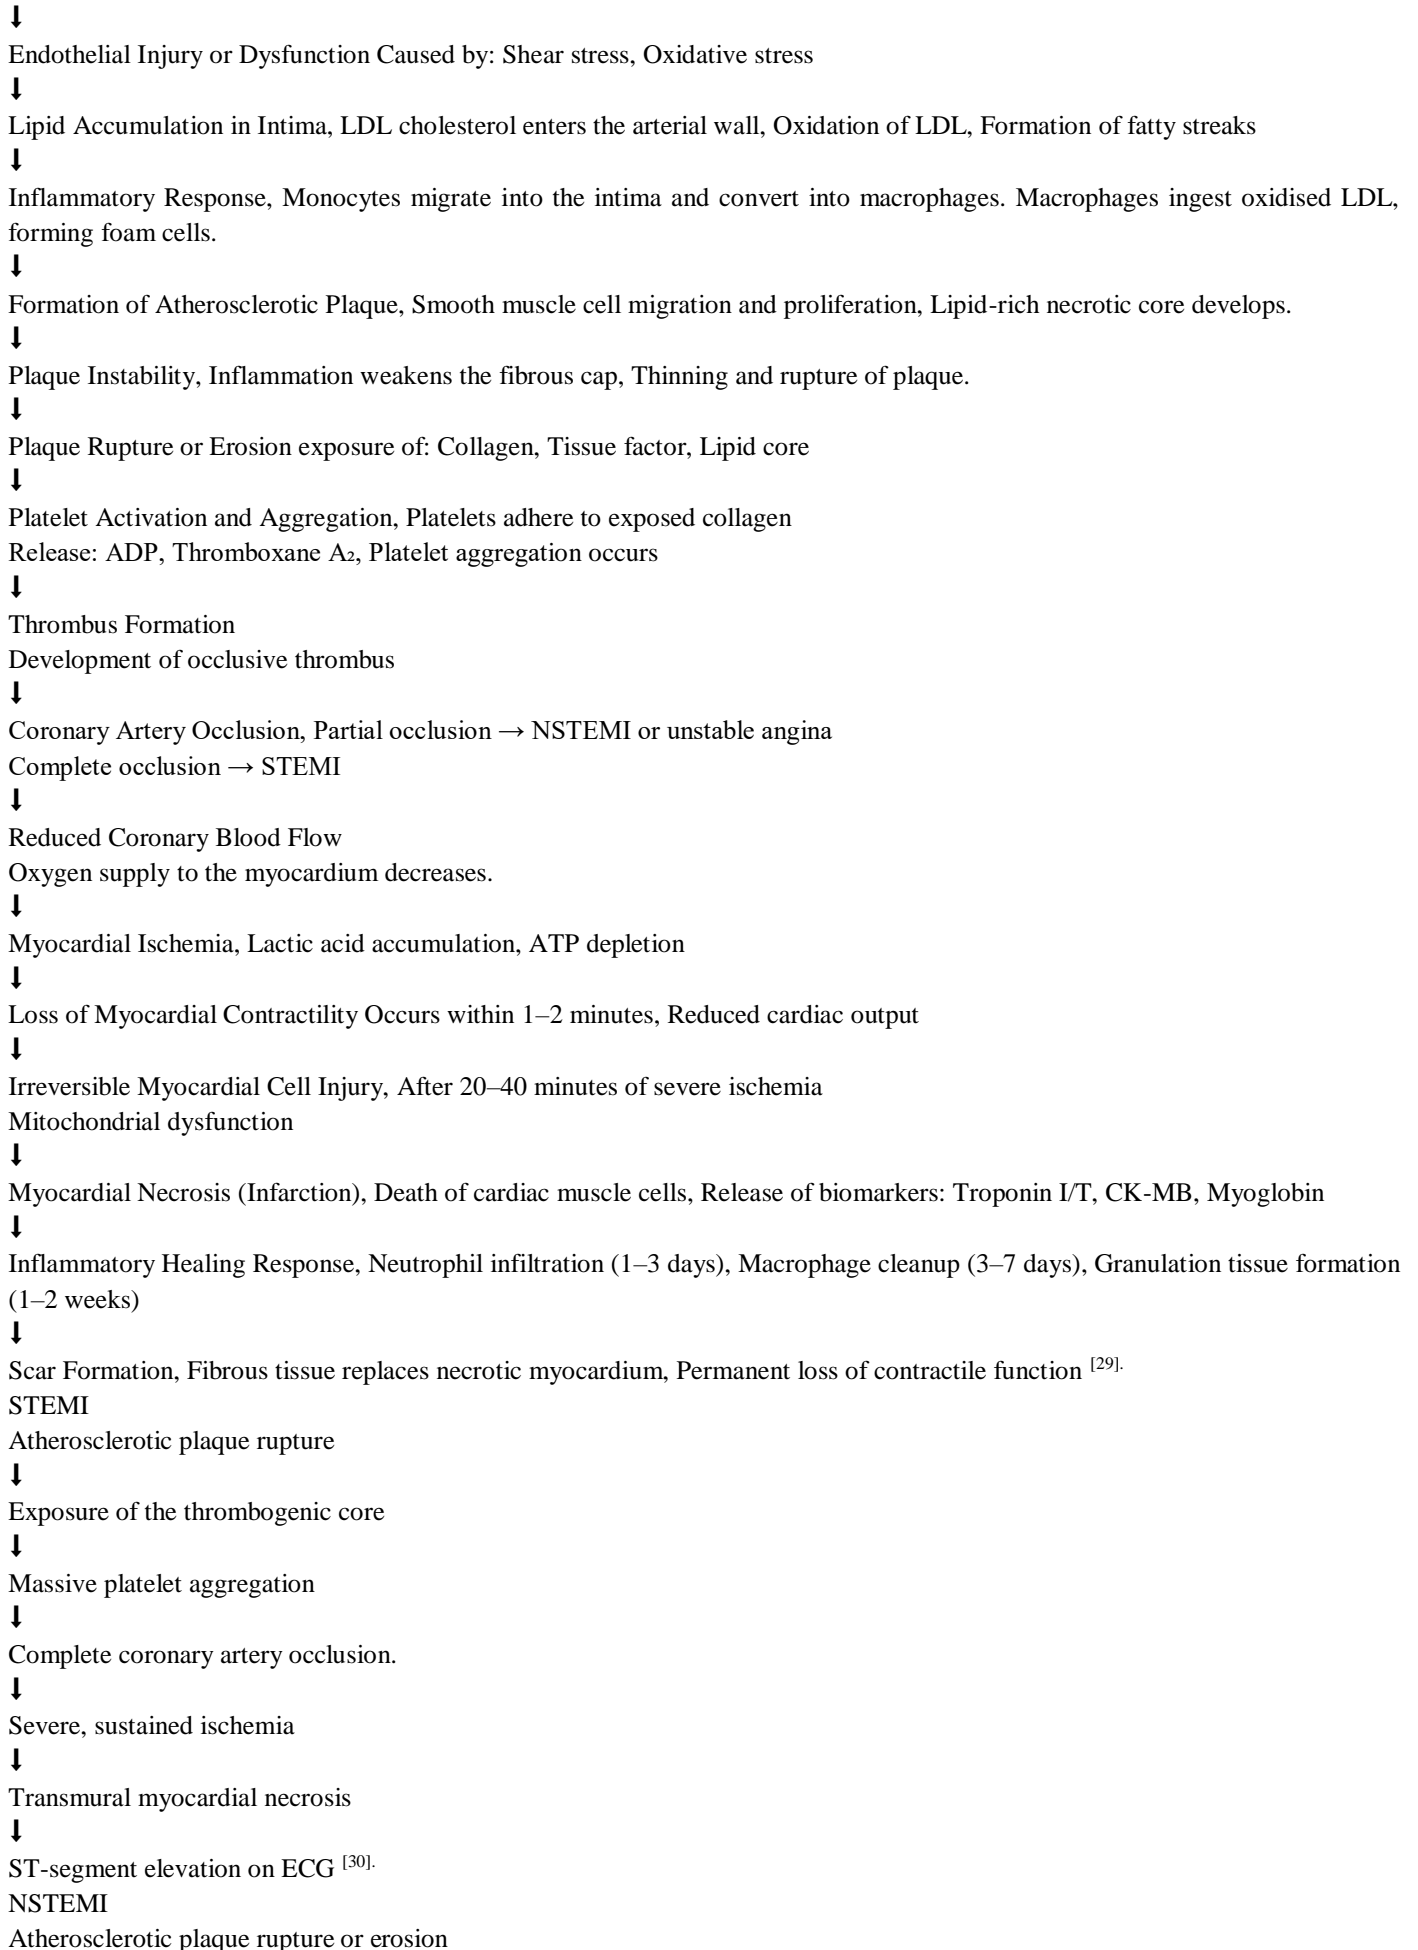 ⬇
Endothelial Injury or Dysfunction Caused by: Shear stress, Oxidative stress
⬇
Lipid Accumulation in Intima, LDL cholesterol enters the arterial wall, Oxidation of LDL, Formation of fatty streaks
⬇
Inflammatory Response, Monocytes migrate into the intima and convert into macrophages. Macrophages ingest oxidised LDL,
forming foam cells.
⬇
Formation of Atherosclerotic Plaque, Smooth muscle cell migration and proliferation, Lipid-rich necrotic core develops.
⬇
Plaque Instability, Inflammation weakens the fibrous cap, Thinning and rupture of plaque.
⬇
Plaque Rupture or Erosion exposure of: Collagen, Tissue factor, Lipid core
⬇
Platelet Activation and Aggregation, Platelets adhere to exposed collagen
Release: ADP, Thromboxane A₂, Platelet aggregation occurs
⬇
Thrombus Formation
Development of occlusive thrombus
⬇
Coronary Artery Occlusion, Partial occlusion → NSTEMI or unstable angina
Complete occlusion → STEMI
⬇
Reduced Coronary Blood Flow
Oxygen supply to the myocardium decreases.
⬇
Myocardial Ischemia, Lactic acid accumulation, ATP depletion
⬇
Loss of Myocardial Contractility Occurs within 1–2 minutes, Reduced cardiac output
⬇
Irreversible Myocardial Cell Injury, After 20–40 minutes of severe ischemia
Mitochondrial dysfunction
⬇
Myocardial Necrosis (Infarction), Death of cardiac muscle cells, Release of biomarkers: Troponin I/T, CK-MB, Myoglobin
⬇
Inflammatory Healing Response, Neutrophil infiltration (1–3 days), Macrophage cleanup (3–7 days), Granulation tissue formation
(1–2 weeks)
⬇
Scar Formation, Fibrous tissue replaces necrotic myocardium, Permanent loss of contractile function [29].
STEMI
Atherosclerotic plaque rupture
⬇
Exposure of the thrombogenic core
⬇
Massive platelet aggregation
⬇
Complete coronary artery occlusion.
⬇
Severe, sustained ischemia
⬇
Transmural myocardial necrosis
⬇
ST-segment elevation on ECG [30].
NSTEMI
Atherosclerotic plaque rupture or erosion